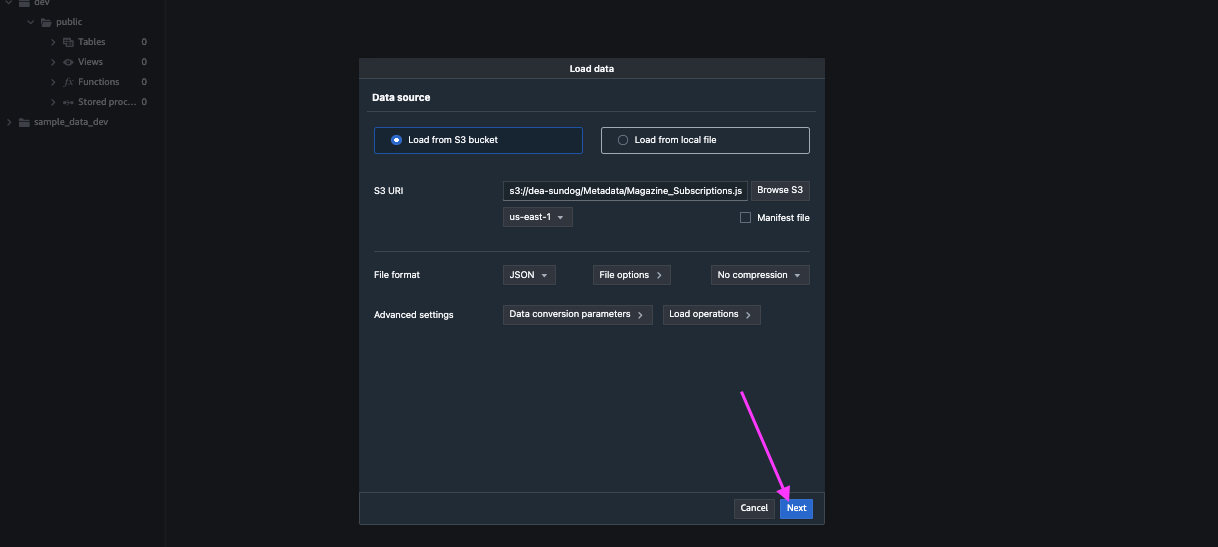 dev
public
Tables 0
Views 0
fx Functions 0
Stored proc... 0
sample_data_dev
Load data
Data source
Load from S3 bucket
Load from local file
S3 URI
s3://dea-sundog/Metadata/Magazine_Subscriptions.js
Browse S3
us-east-1
Manifest file
File format
JSON
File options
No compression
Advanced settings
Data conversion parameters
Load operations
Cancel
Next